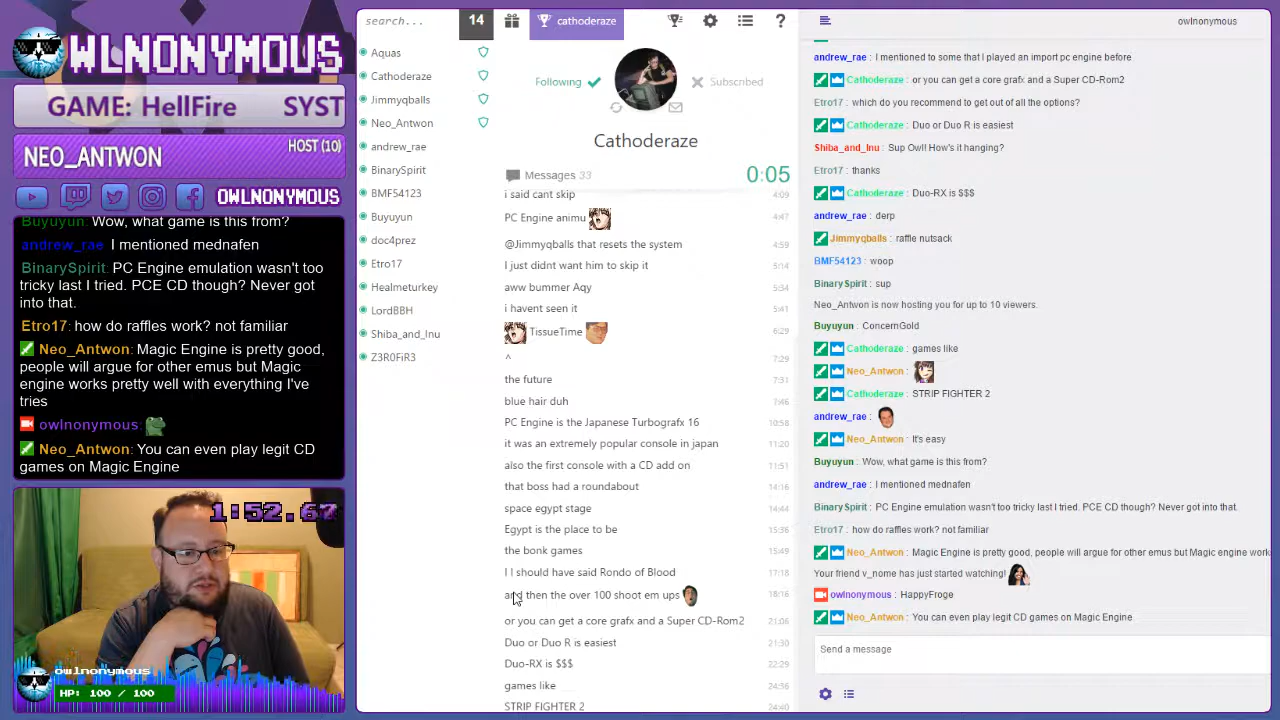 OWLNONYMOUS
GAME: HellFire SYST
NEO_ANTWON HOST (10)
OWLNONYMOUS
Buyuyun: Wow, what game is this from?
andrew_rae: I mentioned mednafen
BinarySpirit: PC Engine emulation wasn't too
tricky last I tried. PCE CD though? Never got
into that.
Etro17: how do raffles work? not familiar
Neo_Antwon: Magic Engine is pretty good,
people will argue for other emus but Magic
engine works pretty well with everything I've
tries
owlnonymous:
Neo_Antwon: You can even play legit CD
games on Magic Engine
1:52.67
owlnonymous
HP: 100 / 100
search...
14
cathoderaze
?
Aquas
Cathoderaze
Jimmyqballs
Neo_Antwon
andrew_rae
BinarySpirit
BMF54123
Buyuyun
doc4prez
Etro17
Healmeturkey
LordBBH
Shiba_and_Inu
Z3R0FiR3
Following
Subscribed
Cathoderaze
Messages 33 0:05
i said cant skip 4:09
PC Engine animu 4:47
@Jimmyqballs that resets the system 4:59
I just didnt want him to skip it 5:14
aww bummer Aqy 5:34
i havent seen it 5:41
TissueTime 6:29
^ 7:29
the future 7:31
blue hair duh 7:46
PC Engine is the Japanese Turbografx 16 10:58
it was an extremely popular console in japan 11:20
also the first console with a CD add on 11:51
that boss had a roundabout 14:16
space egypt stage 14:44
Egypt is the place to be 15:36
the bonk games 15:49
I I should have said Rondo of Blood 17:18
and then the over 100 shoot em ups 18:16
or you can get a core grafx and a Super CD-Rom2 21:06
Duo or Duo R is easiest 21:30
Duo-RX is $$$ 22:29
games like 24:36
STRIP FIGHTER 2 24:40
owlnonymous
andrew_rae : I mentioned to some that I played an import pc engine before
Cathoderaze : or you can get a core grafx and a Super CD-Rom2
Etro17 : which do you recommend to get out of all the options?
Cathoderaze : Duo or Duo R is easiest
Shiba_and_Inu : Sup Owl! How's it hanging?
Etro17 : thanks
Cathoderaze : Duo-RX is $$$
andrew_rae : derp
Jimmyqballs : raffle nutsack
BMF54123 : woop
BinarySpirit : sup
Neo_Antwon is now hosting you for up to 10 viewers.
Buyuyun : ConcernGold
Cathoderaze : games like
Neo_Antwon :
Cathoderaze : STRIP FIGHTER 2
andrew_rae :
Neo_Antwon : It's easy
Buyuyun : Wow, what game is this from?
andrew_rae : I mentioned mednafen
BinarySpirit : PC Engine emulation wasn't too tricky last I tried. PCE CD though? Never got into that.
Etro17 : how do raffles work? not familiar
Neo_Antwon : Magic Engine is pretty good, people will argue for other emus but Magic engine work
Your friend v_nome has just started watching!
owlnonymous : HappyFroge
Neo_Antwon : You can even play legit CD games on Magic Engine
Send a message